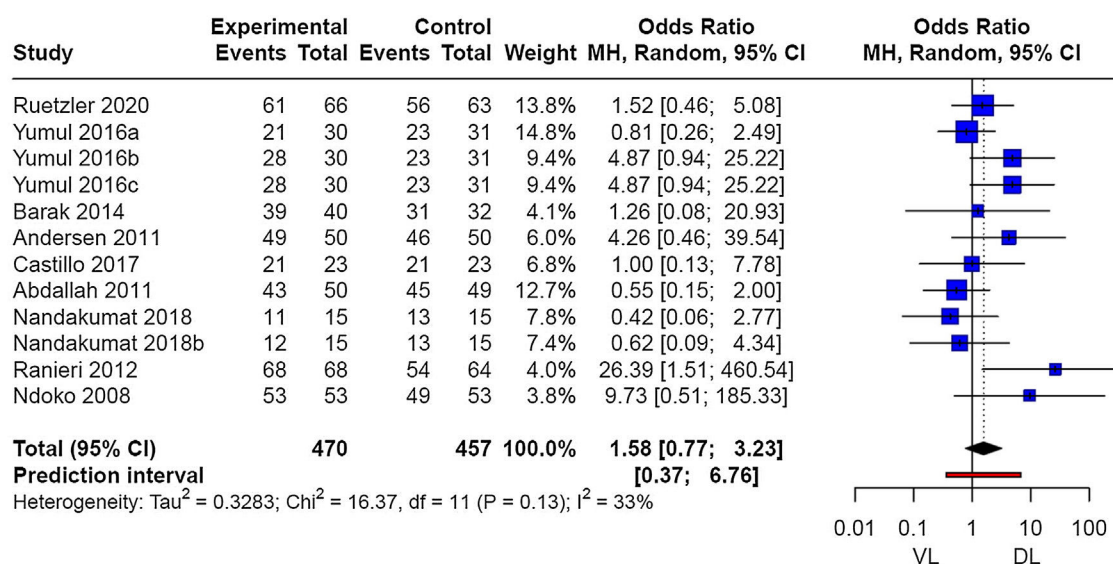 Experimental Control Odds Ratio Odds Ratio
Study Events Total Events Total Weight MH, Random, 95% CI MH, Random, 95% CI
Ruetzler 2020 61 66 56 63 13.8% 1.52 [0.46; 5.08]
Yumul 2016a 21 30 23 31 14.8% 0.81 [0.26; 2.49]
Yumul 2016b 28 30 23 31 9.4% 4.87 [0.94; 25.22]
Yumul 2016c 28 30 23 31 9.4% 4.87 [0.94; 25.22]
Barak 2014 39 40 31 32 4.1% 1.26 [0.08; 20.93]
Andersen 2011 49 50 46 50 6.0% 4.26 [0.46; 39.54]
Castillo 2017 21 23 21 23 6.8% 1.00 [0.13; 7.78]
Abdallah 2011 43 50 45 49 12.7% 0.55 [0.15; 2.00]
Nandakumat 2018 11 15 13 15 7.8% 0.42 [0.06; 2.77]
Nandakumat 2018b 12 15 13 15 7.4% 0.62 [0.09; 4.34]
Ranieri 2012 68 68 54 64 4.0% 26.39 [1.51; 460.54]
Ndoko 2008 53 53 49 53 3.8% 9.73 [0.51; 185.33]
Total (95% CI) 470 457 100.0% 1.58 [0.77; 3.23]
Prediction interval [0.37; 6.76]
Heterogeneity: Tau² = 0.3283; Chi² = 16.37, df = 11 (P = 0.13); I² = 33%
0.01 0.1 1 10 100
VL DL